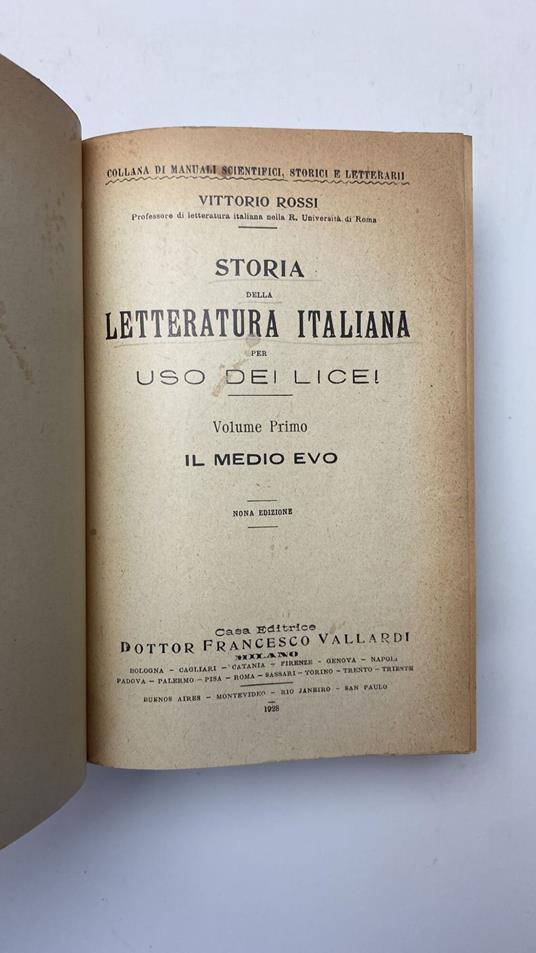 COLLANA DI MANUALI SCIENTIFICI, STORICI E LETTERARII
VITTORIO ROSSI
Professore di letteratura italiana nella R. Università di Roma
STORIA
DELLA
LETTERATURA ITALIANA
PER
USO DEI LICEI
Volume Primo
IL MEDIO EVO
NONA EDIZIONE
Casa Editrice
DOTTOR FRANCESCO VALLARDI
MILANO
BOLOGNA – CAGLIARI – CATANIA – FIRENZE – GENOVA – NAPOLI
PADOVA – PALERMO – PISA – ROMA – SASSARI – TORINO – TRENTO – TRIESTE
BUENOS AIRES – MONTEVIDEO – RIO JANEIRO – SAN PAULO
1928